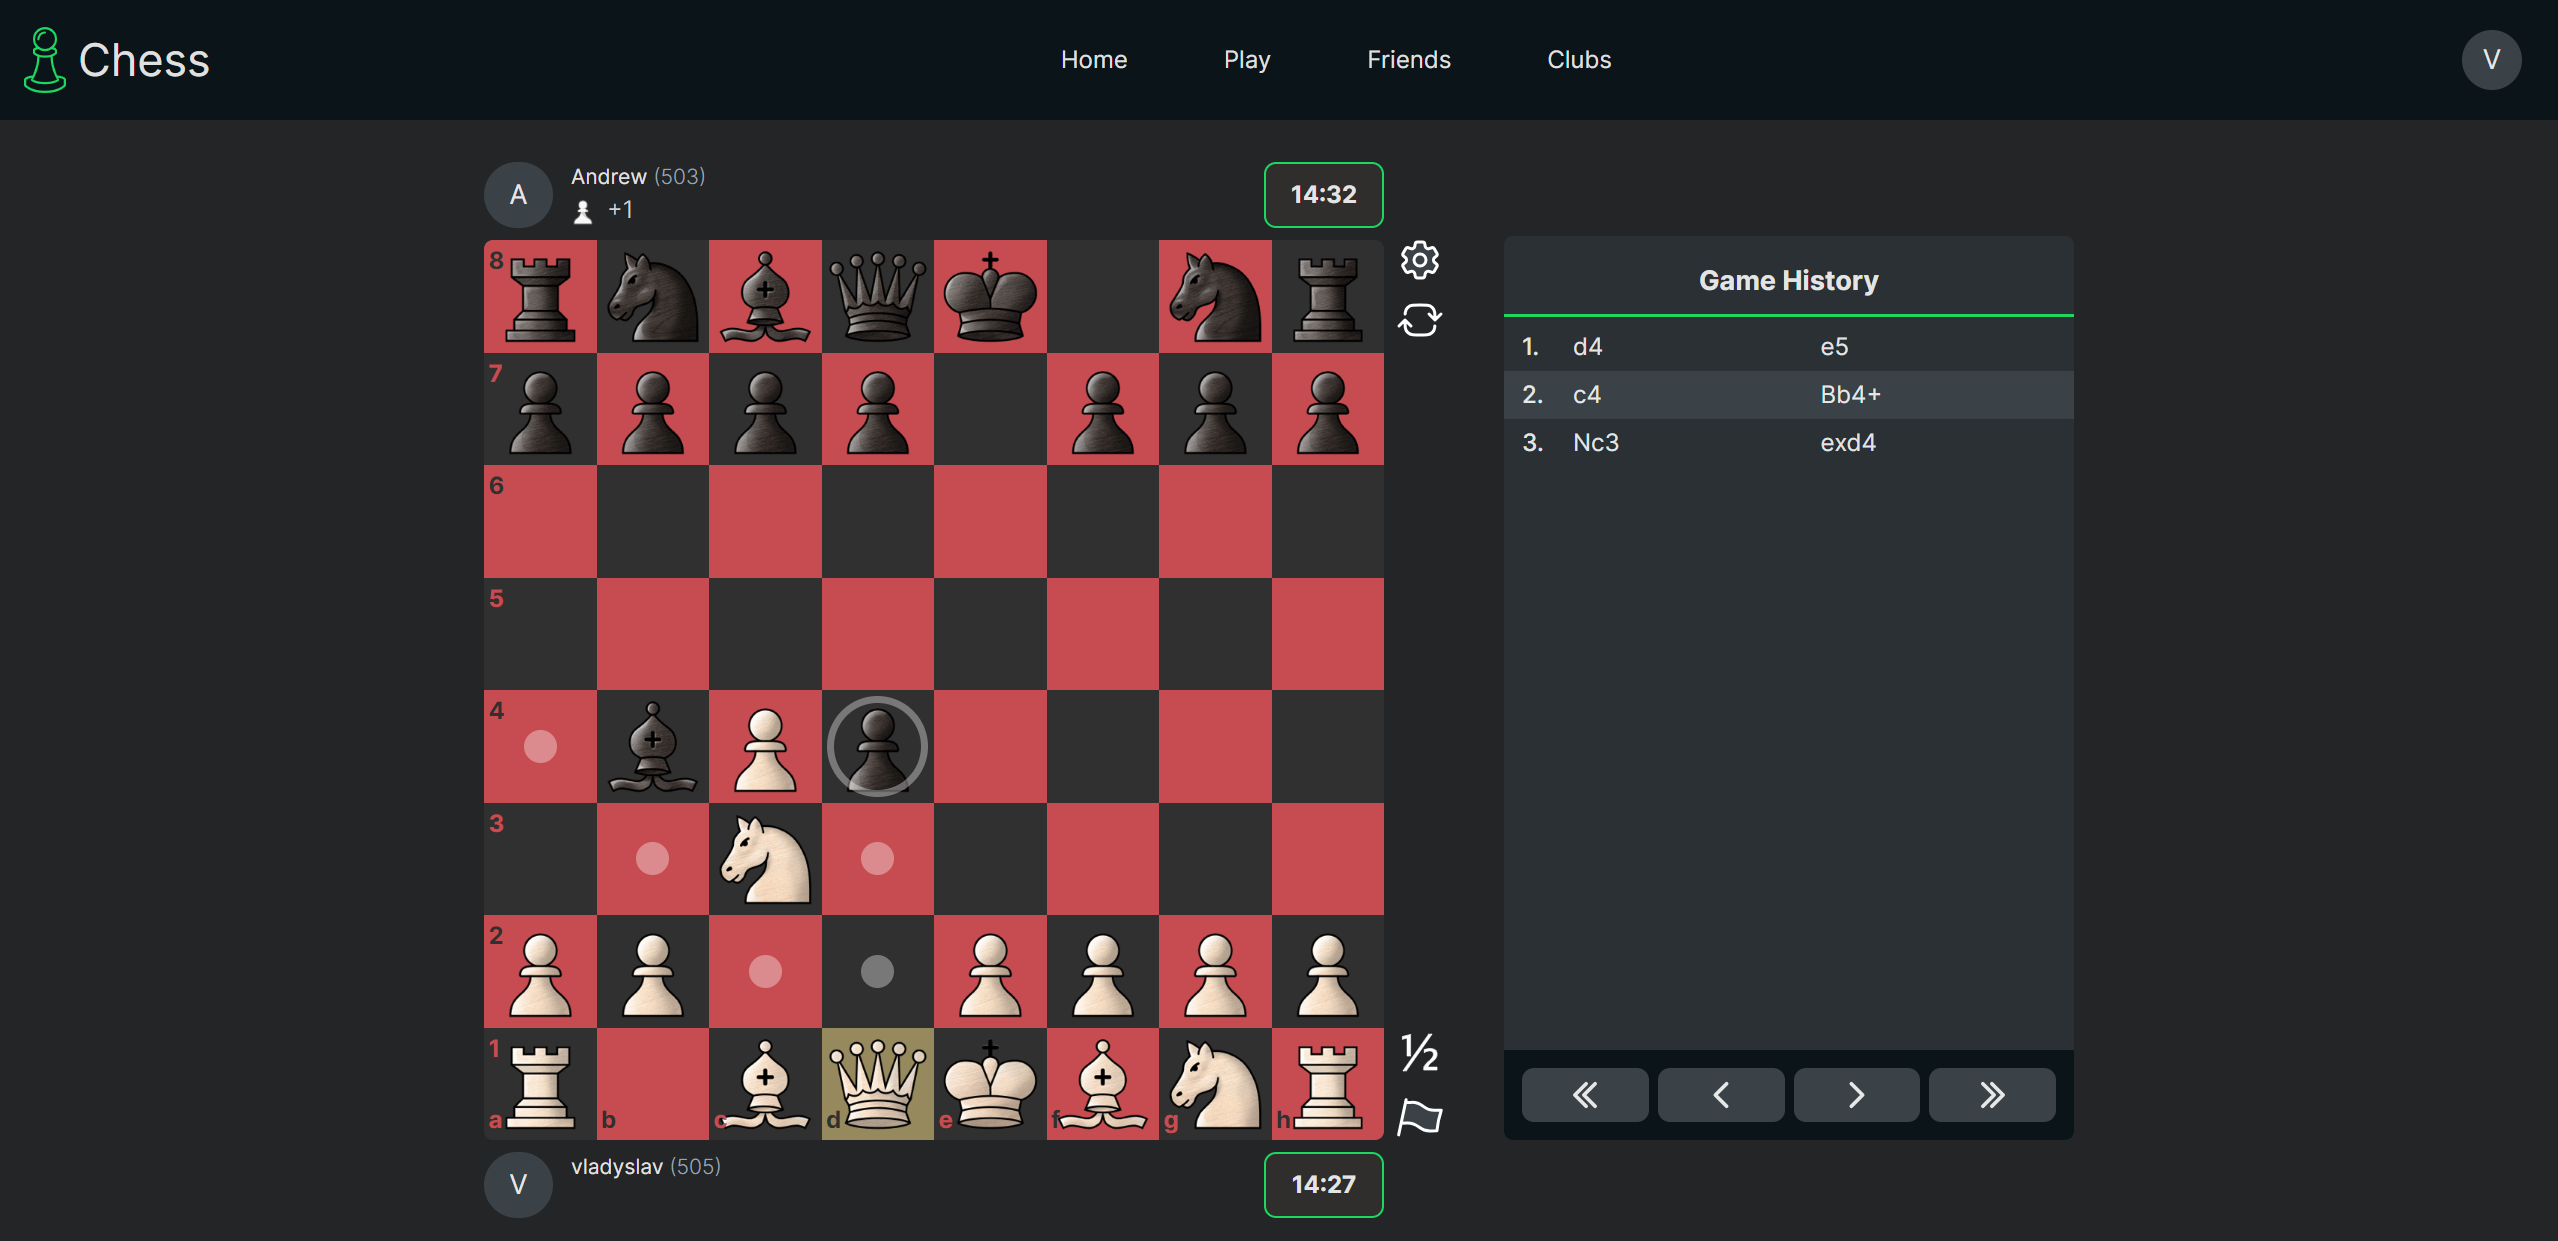 Chess
Home Play Friends Clubs
V
A
Andrew (503)
+1
14:32
8
7
6
5
4
3
2
1
a b c d e f g h
½
V
vladyslav (505)
14:27
Game History
1. d4 e5
2. c4 Bb4+
3. Nc3 exd4